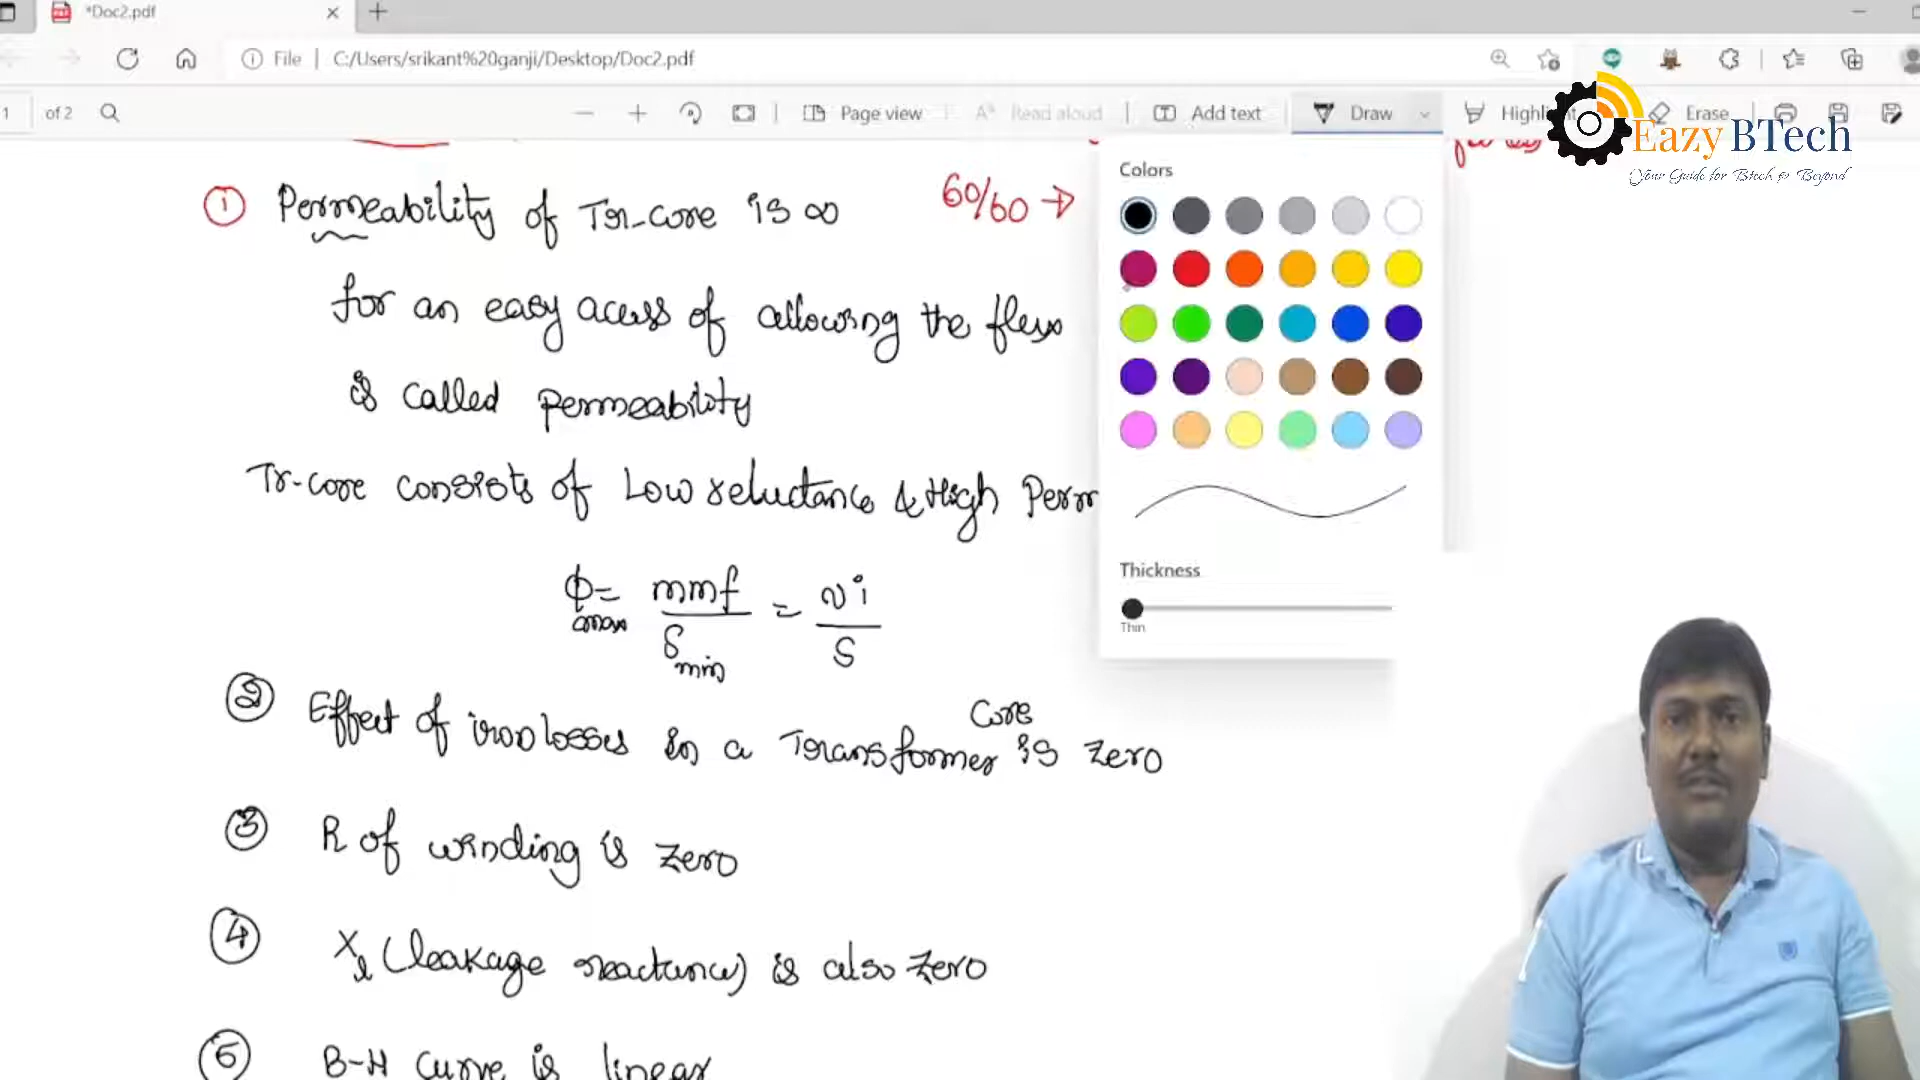 *Doc2.pdf
File | C:/Users/srikant%20ganji/Desktop/Doc2.pdf
1 of 2 Page view Read aloud Add text Draw Erase
Eazy BTech
Your Guide for Btech & Beyond
① Permeability of Tr-core is ∞ 60/60 →
for an easy acess of allowing the flux
is called permeability
Tr-core consists of Low reluctance & High Perm
Φmax = mmf / Smin = Ni / S
② Effect of iron losses in a Transformer Core is zero
③ R of winding is zero
④ Xl (leakage reactance) is also zero
⑤ B-H curve is linear
Colors
Thickness
Thin